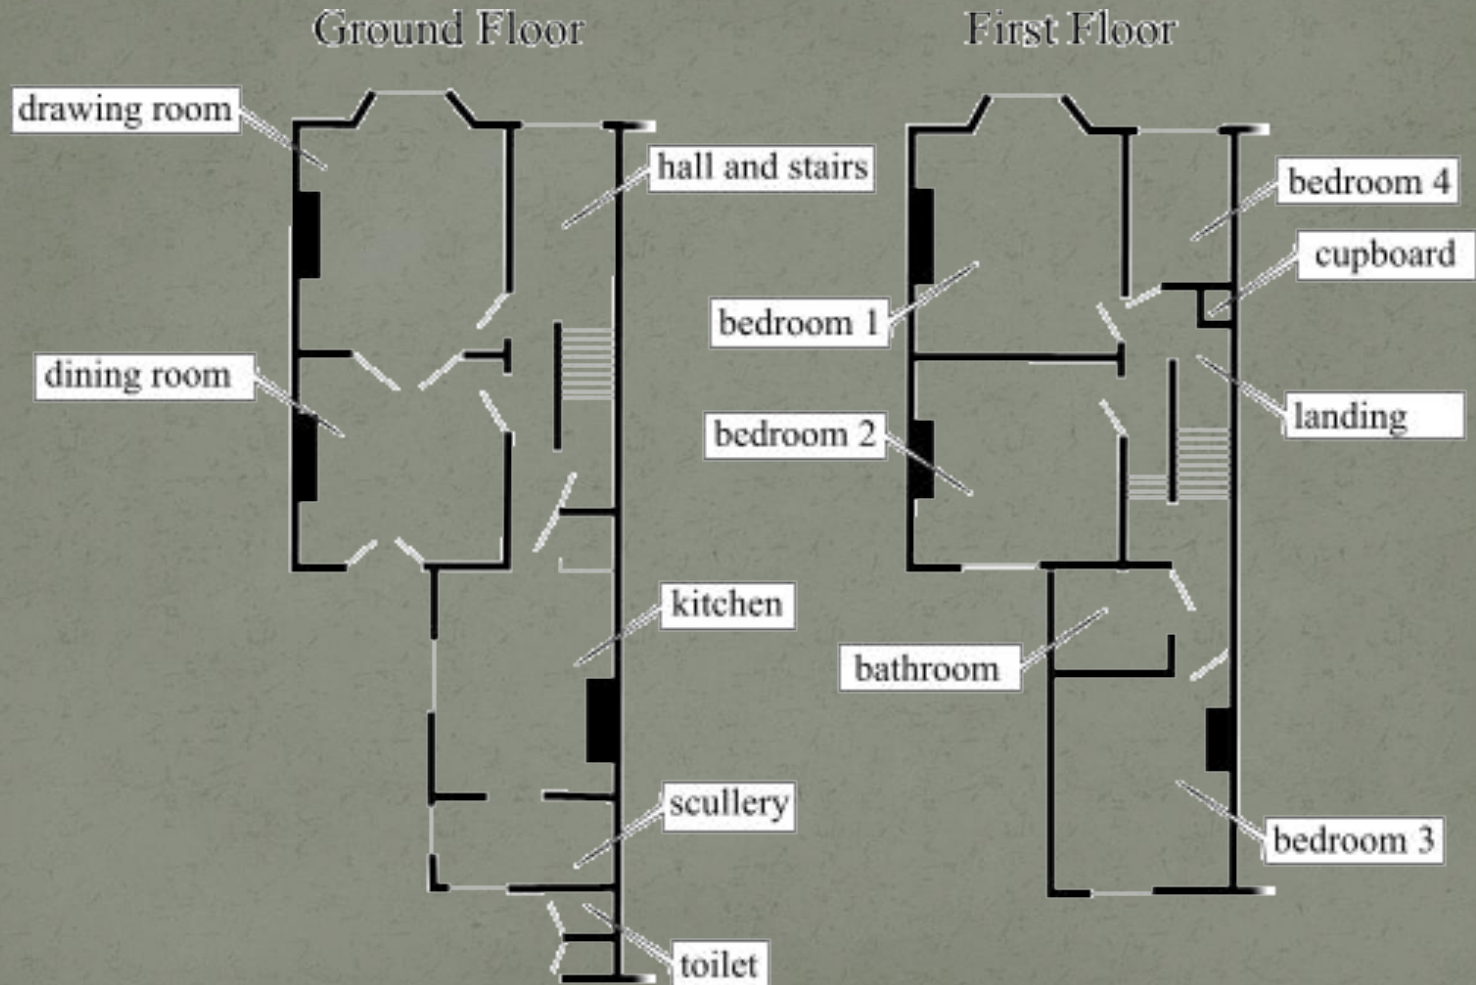 Ground Floor
First Floor
drawing room
hall and stairs
dining room
kitchen
scullery
toilet
bedroom 4
cupboard
bedroom 1
landing
bedroom 2
bathroom
bedroom 3